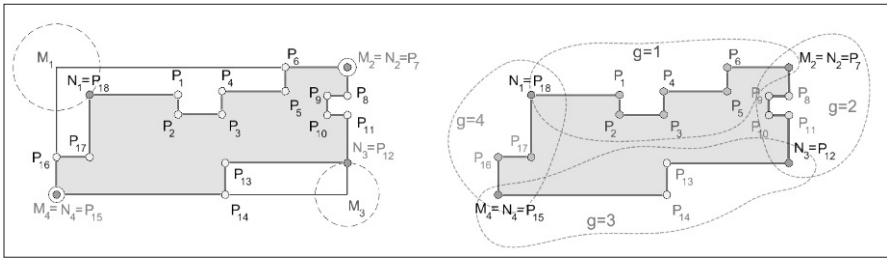 M1
N1=P18
P1
P4
P6
M2=N2=P7
P2
P3
P5
P9
P8
P10
P11
P16
P17
N3=P12
P13
M4=N4=P15
P14
M3
g=1
P6
M2=N2=P7
N1=P18
P1
P4
P9
P8
P5
g=2
g=4
P2
P3
P10
P11
P16
P17
N3=P12
P13
M4=N4=P15
P14
g=3